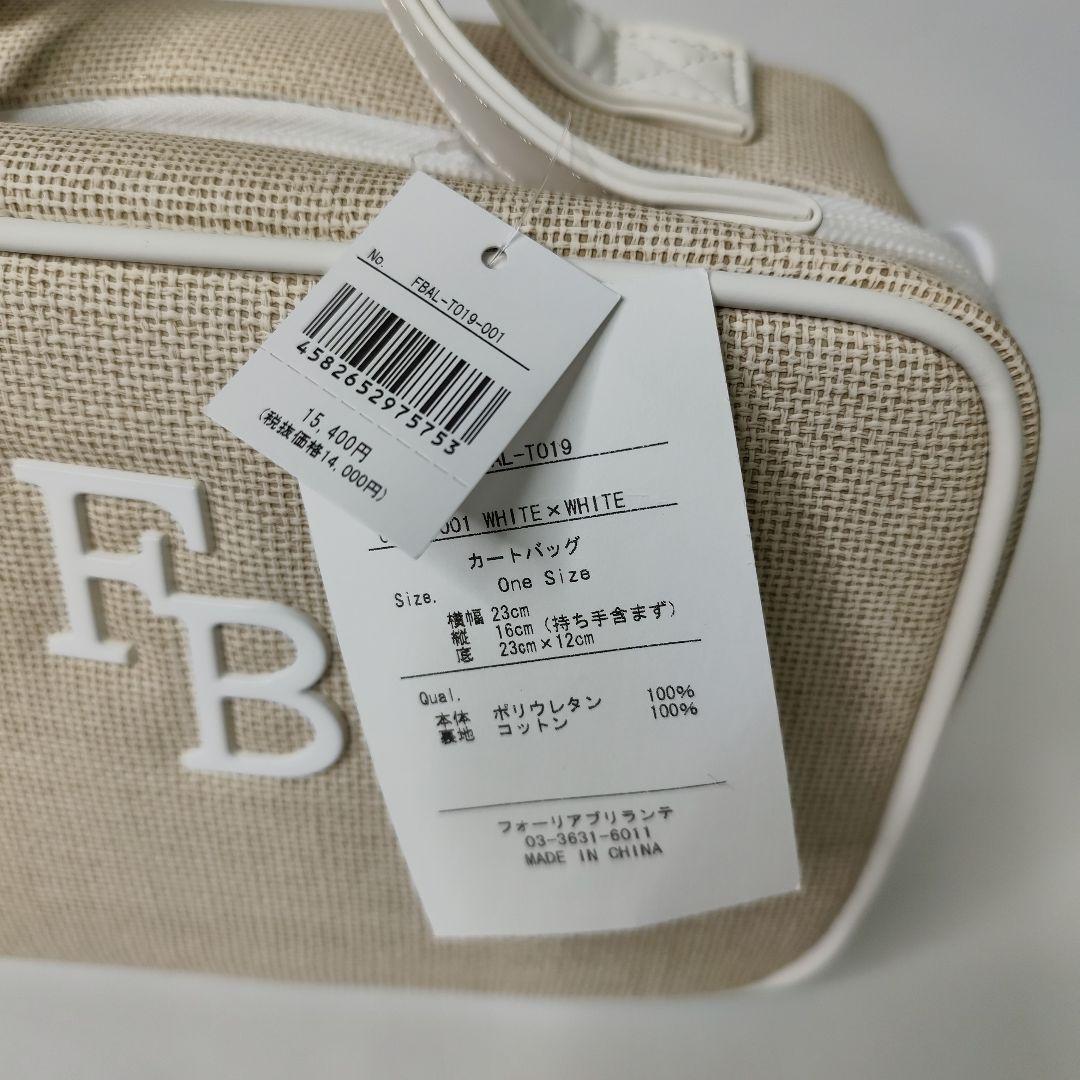 No. FBAL-T019-001
4582652975753
15,400円
(税抜価格14,000円)
AL-T019
001 WHITE×WHITE
カートバッグ
Size. One Size
横幅 23cm
縦 16cm (持ち手含まず)
底 23cm×12cm
Qual.
本体 ポリウレタン 100%
裏地 コットン 100%
フォーリアブリランテ
03-3631-6011
MADE IN CHINA
FB